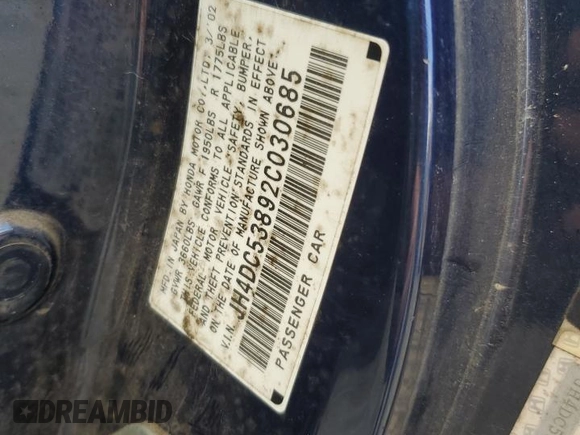 MFD. IN JAPAN BY HONDA MOTOR CO.,LTD. 3/'02
GVWR 3660LBS GAWR F 1950LBS R 1775LBS
THIS VEHICLE CONFORMS TO ALL APPLICABLE
FEDERAL MOTOR VEHICLE SAFETY, BUMPER,
AND THEFT PREVENTION STANDARDS IN EFFECT
ON THE DATE OF MANUFACTURE SHOWN ABOVE.
V.I.N. JH4DC53892C030685
PASSENGER CAR
DREAMBID